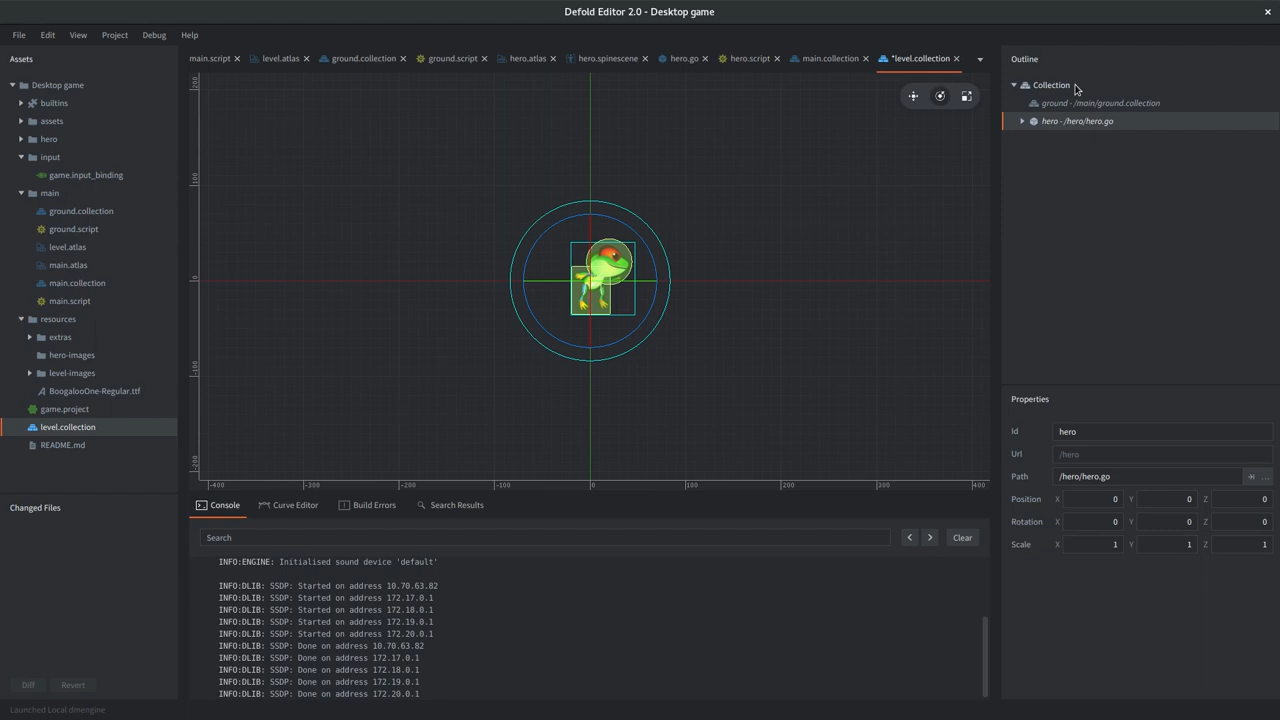 Defold Editor 2.0 - Desktop game
File Edit View Project Debug Help
Assets
Desktop game
builtins
assets
hero
input
game.input_binding
main
ground.collection
ground.script
level.atlas
main.atlas
main.collection
main.script
resources
extras
hero-images
level-images
BoogalooOne-Regular.ttf
game.project
level.collection
README.md
Changed Files
Diff Revert
Launched Local dmengine
main.script level.atlas ground.collection ground.script hero.atlas hero.spinescene hero.go hero.script main.collection *level.collection
200
100
0
-100
-200
-400 -300 -200 -100 0 100 200 300 400
Console Curve Editor Build Errors Search Results
Search Clear
INFO:ENGINE: Initialised sound device 'default'
INFO:DLIB: SSDP: Started on address 10.70.63.82
INFO:DLIB: SSDP: Started on address 172.17.0.1
INFO:DLIB: SSDP: Started on address 172.18.0.1
INFO:DLIB: SSDP: Started on address 172.19.0.1
INFO:DLIB: SSDP: Started on address 172.20.0.1
INFO:DLIB: SSDP: Done on address 10.70.63.82
INFO:DLIB: SSDP: Done on address 172.17.0.1
INFO:DLIB: SSDP: Done on address 172.18.0.1
INFO:DLIB: SSDP: Done on address 172.19.0.1
INFO:DLIB: SSDP: Done on address 172.20.0.1
Outline
Collection
ground - /main/ground.collection
hero - /hero/hero.go
Properties
Id hero
Url /hero
Path /hero/hero.go ...
Position X 0 Y 0 Z 0
Rotation X 0 Y 0 Z 0
Scale X 1 Y 1 Z 1